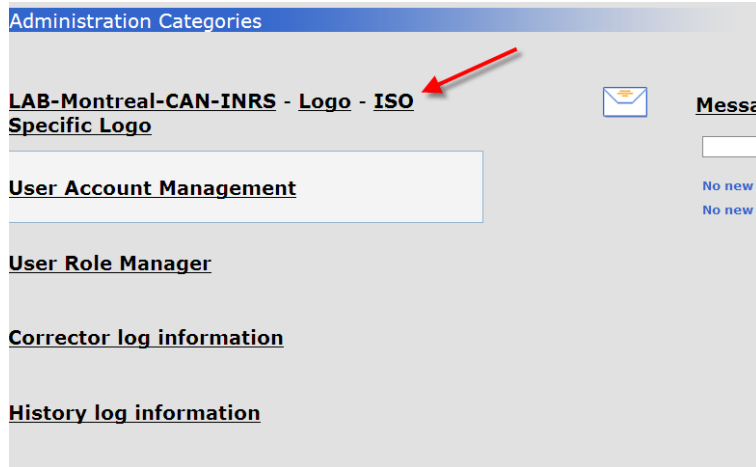 Administration Categories
LAB-Montreal-CAN-INRS - Logo - ISO
Specific Logo
User Account Management
User Role Manager
Corrector log information
History log information
No new
No new